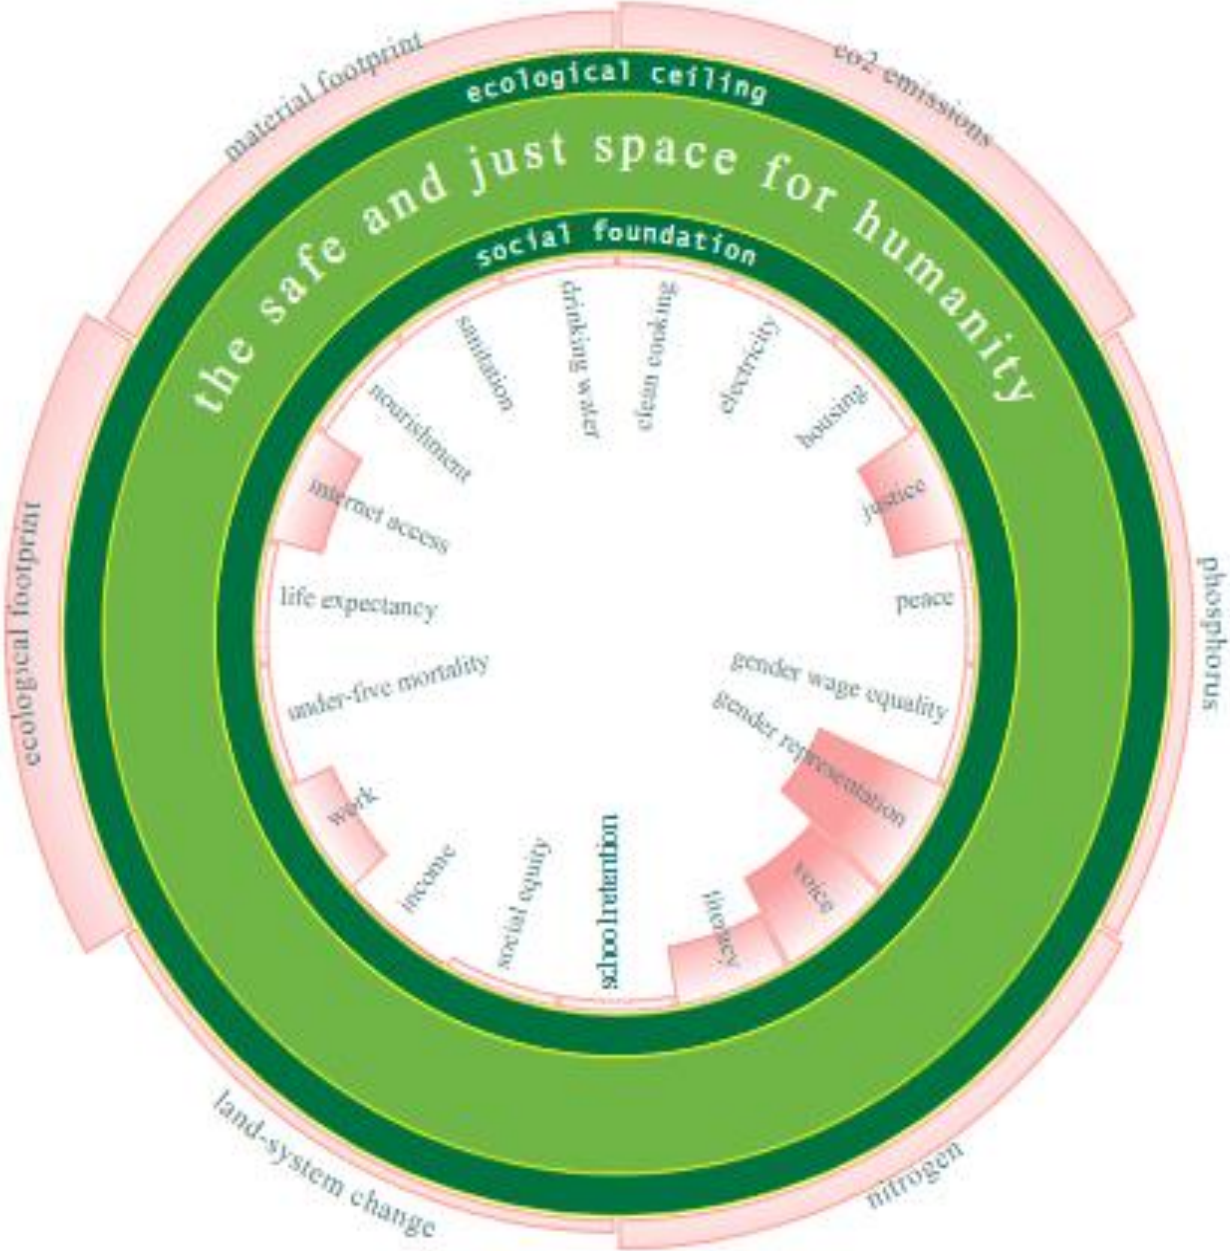 material footprint
co2 emissions
ecological ceiling
the safe and just space for humanity
social foundation
drinking water
clean cooking
sanitation
electricity
nourishment
housing
internet access
justice
life expectancy
peace
under-five mortality
gender wage equality
gender representation
work
voice
income
literacy
social equity
school retention
ecological footprint
phosphorus
land-system change
nitrogen